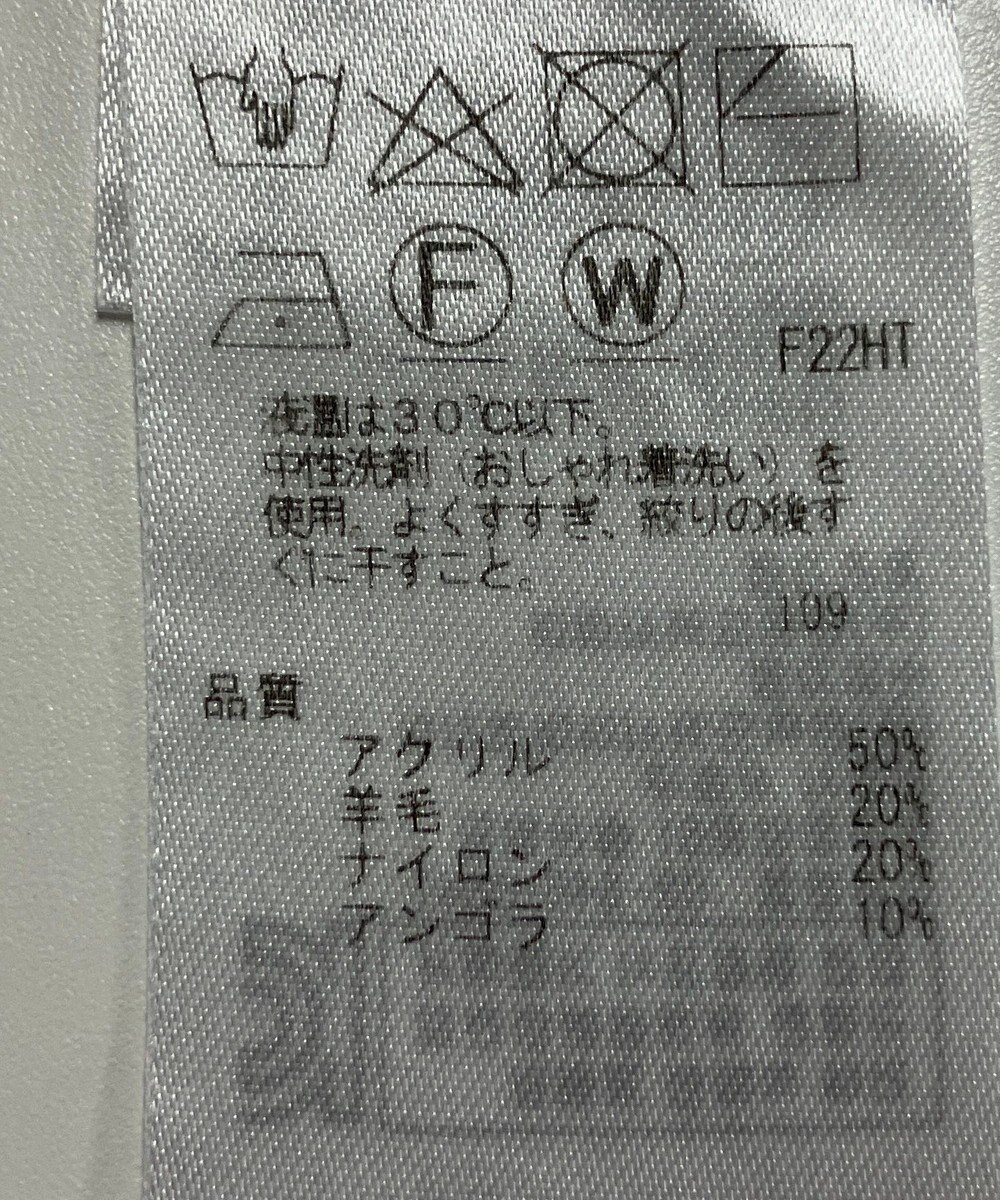 F
W
F22HT
液温は30℃以下。
中性洗剤（おしゃれ着洗い）を
使用。よくすすぎ、絞りの後す
ぐに干すこと。
109
品質
アクリル 50%
羊毛 20%
ナイロン 20%
アンゴラ 10%